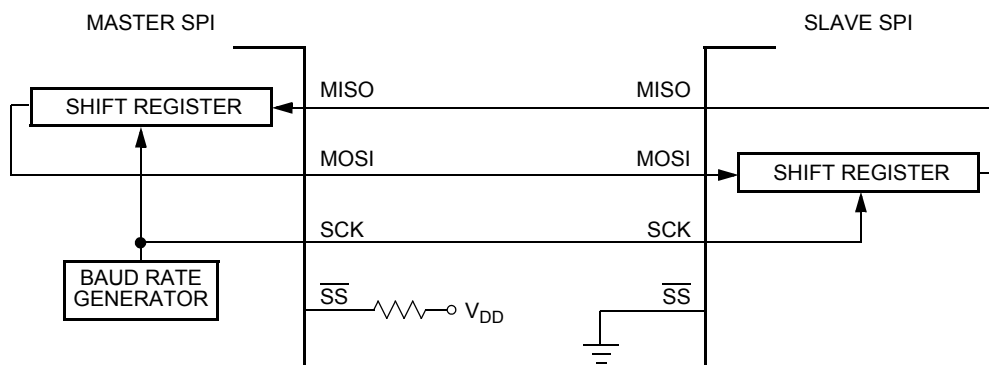 MASTER SPI
SLAVE SPI
MISO
MISO
SHIFT REGISTER
MOSI
MOSI
SHIFT REGISTER
SCK
SCK
BAUD RATE
GENERATOR
SS
VDD
SS